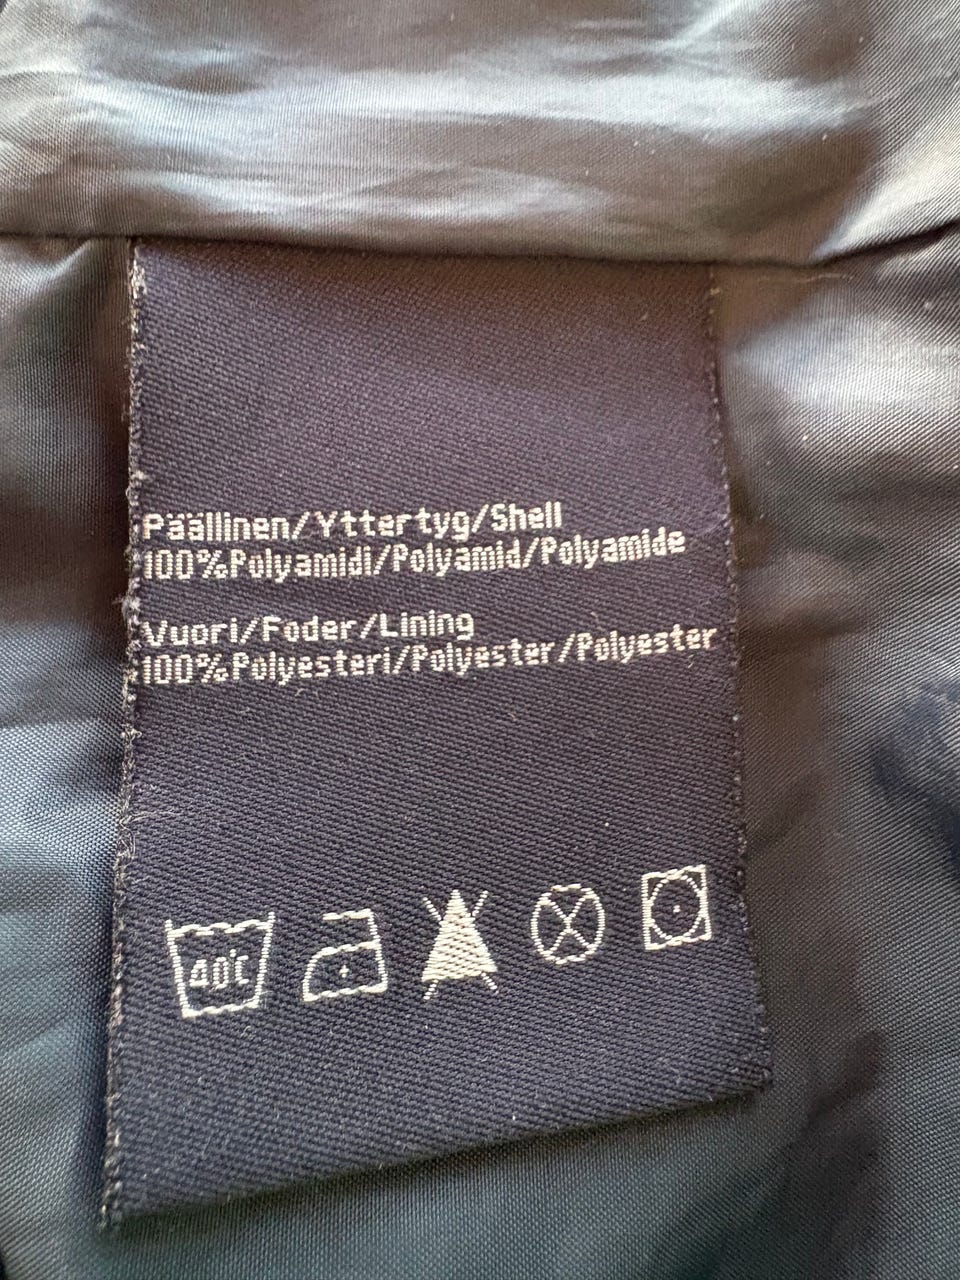 Päällinen/Yttertyg/Shell
100%Polyamidi/Polyamid/Polyamide
Vuori/Foder/Lining
100%Polyesteri/Polyester/Polyester
40°C